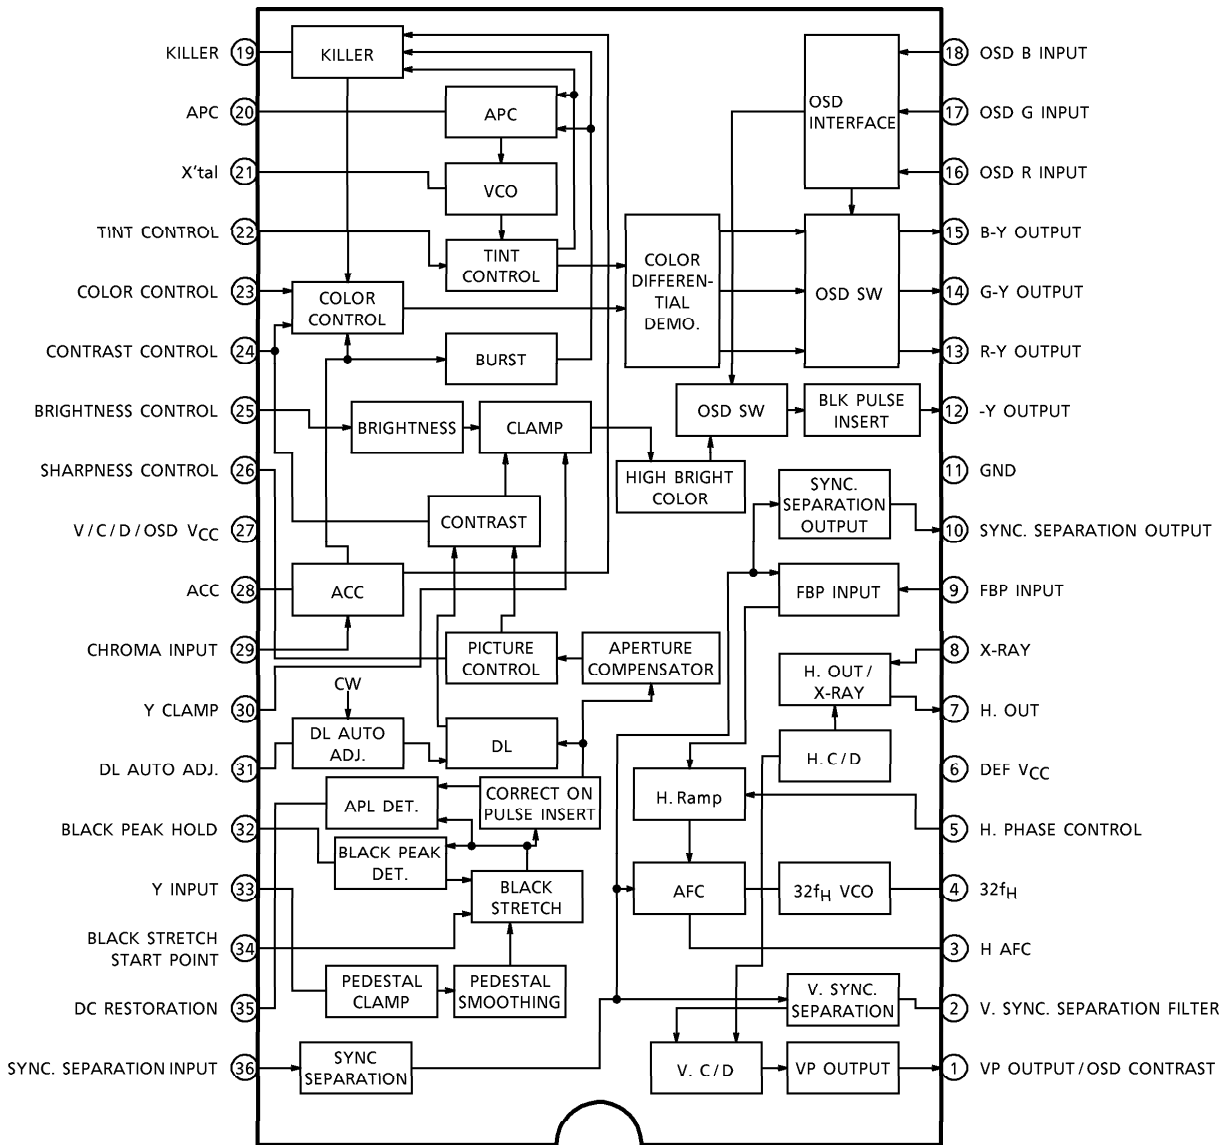 KILLER 19
APC 20
X'tal 21
TINT CONTROL 22
COLOR CONTROL 23
CONTRAST CONTROL 24
BRIGHTNESS CONTROL 25
SHARPNESS CONTROL 26
V/C/D/OSD VCC 27
ACC 28
CHROMA INPUT 29
Y CLAMP 30
DL AUTO ADJ. 31
BLACK PEAK HOLD 32
Y INPUT 33
BLACK STRETCH
START POINT 34
DC RESTORATION 35
SYNC. SEPARATION INPUT 36
KILLER
APC
VCO
TINT
CONTROL
COLOR
CONTROL
BURST
BRIGHTNESS
CLAMP
CONTRAST
ACC
PICTURE
CONTROL
APERTURE
COMPENSATOR
CW
DL AUTO
ADJ.
DL
APL DET.
CORRECT ON
PULSE INSERT
BLACK PEAK
DET.
BLACK
STRETCH
PEDESTAL
CLAMP
PEDESTAL
SMOOTHING
SYNC
SEPARATION
OSD
INTERFACE
COLOR
DIFFEREN-
TIAL
DEMO.
OSD SW
OSD SW
BLK PULSE
INSERT
HIGH BRIGHT
COLOR
SYNC.
SEPARATION
OUTPUT
FBP INPUT
H. OUT/
X-RAY
H.C/D
H.Ramp
AFC
32fH VCO
V. SYNC.
SEPARATION
V. C/D
VP OUTPUT
18 OSD B INPUT
17 OSD G INPUT
16 OSD R INPUT
15 B-Y OUTPUT
14 G-Y OUTPUT
13 R-Y OUTPUT
12 -Y OUTPUT
11 GND
10 SYNC. SEPARATION OUTPUT
9 FBP INPUT
8 X-RAY
7 H. OUT
6 DEF VCC
5 H. PHASE CONTROL
4 32fH
3 H AFC
2 V. SYNC. SEPARATION FILTER
1 VP OUTPUT/OSD CONTRAST